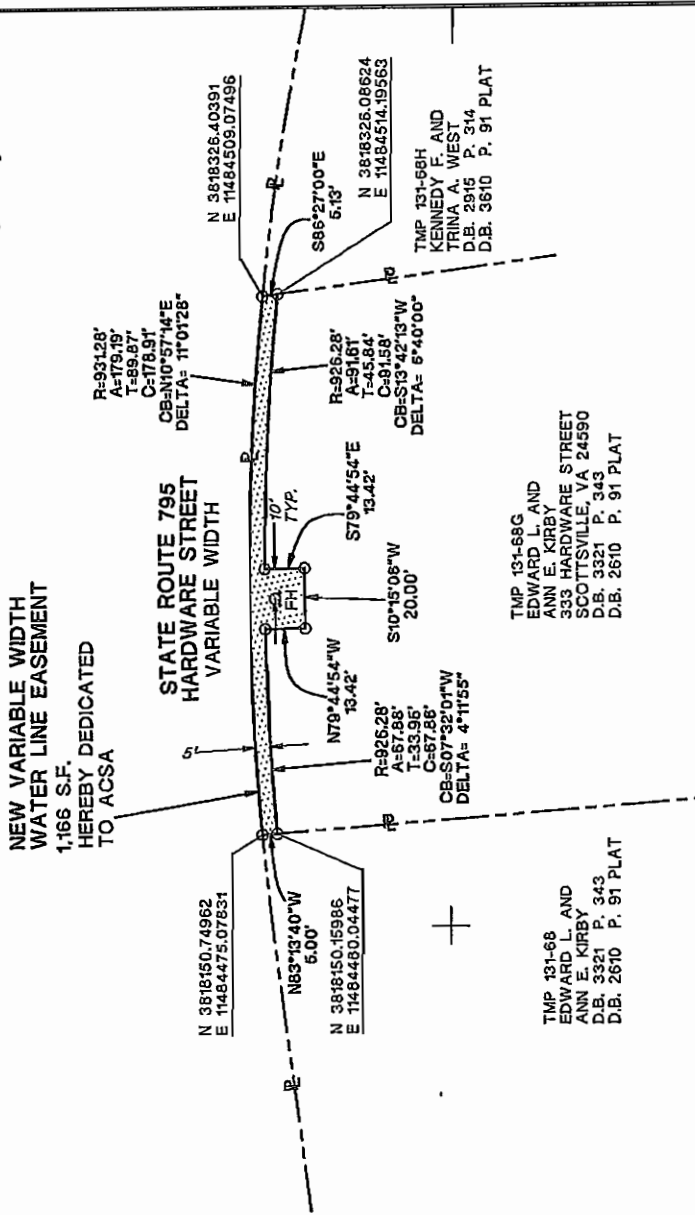 NEW VARIABLE WIDTH
WATER LINE EASEMENT
1,166 S.F.
HEREBY DEDICATED
TO ACSA
STATE ROUTE 795
HARDWARE STREET
VARIABLE WIDTH
R=931.28'
A=179.19'
T=89.87'
C=178.91'
CB=N10°57'14"E
DELTA= 11°01'28"
N 3818326.40391
E 11484509.07496
S86°27'00"E
5.13'
N 3818326.08624
E 11484514.19563
N 3818150.74962
E 11484475.07831
N83°13'40"W
5.00'
N 3818150.15986
E 11484480.04477
5'
10'
TYP.
FH
S79°44'54"E
13.42'
N79°44'54"W
13.42'
S10°15'06"W
20.00'
R=926.28'
A=91.61'
T=45.84'
C=91.58'
CB=S13°42'13"W
DELTA= 5°40'00"
R=926.28'
A=67.88'
T=33.95'
C=67.86'
CB=S07°32'01"W
DELTA= 4°11'55"
TMP 131-68
EDWARD L. AND
ANN E. KIRBY
D.B. 3321 P. 343
D.B. 2610 P. 91 PLAT
TMP 131-68G
EDWARD L. AND
ANN E. KIRBY
333 HARDWARE STREET
SCOTTSVILLE, VA 24590
D.B. 3321 P. 343
D.B. 2610 P. 91 PLAT
TMP 131-68H
KENNEDY F. AND
TRINA A. WEST
D.B. 2915 P. 314
D.B. 3610 P. 91 PLAT
PL
PL
PL
PL
PL